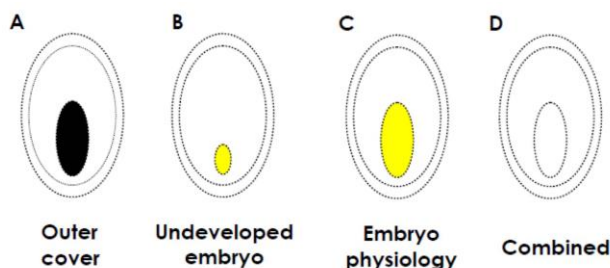 A B C D
Outer cover
Undeveloped embryo
Embryo physiology
Combined